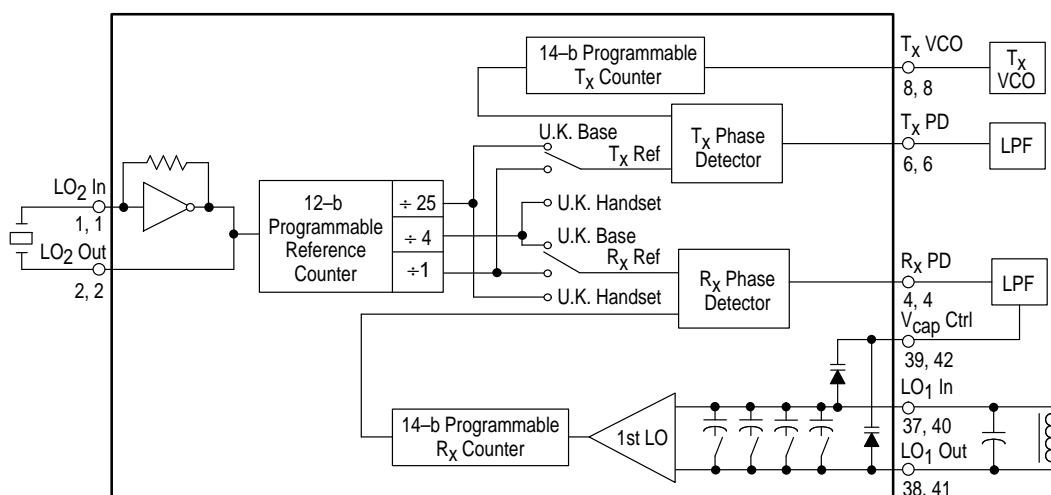 14–b Programmable
Tx Counter
Tx VCO
8, 8
Tx
VCO
U.K. Base
Tx Ref
Tx Phase
Detector
Tx PD
6, 6
LPF
LO2 In
1, 1
LO2 Out
2, 2
12–b
Programmable
Reference
Counter
÷ 25
÷ 4
÷1
U.K. Handset
U.K. Base
Rx Ref
U.K. Handset
Rx Phase
Detector
Rx PD
4, 4
LPF
Vcap Ctrl
39, 42
14–b Programmable
Rx Counter
1st LO
LO1 In
37, 40
LO1 Out
38, 41